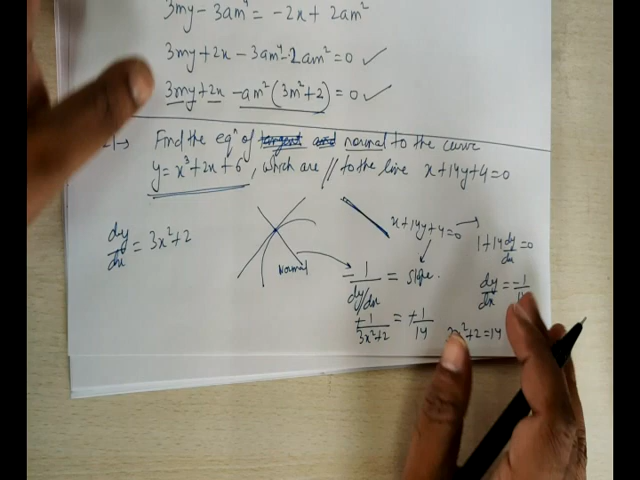 3my - 3am⁴ = -2x + 2am²
3my + 2x - 3am⁴ - 2am² = 0 ✓
3my + 2x - am²(3m² + 2) = 0 ✓
Find the eqⁿ of tangent and normal to the curve
y = x³ + 2x + 6, which are // to the line x + 14y + 4 = 0
dy/dx = 3x² + 2
x + 14y + 4 = 0
1 + 14 dy/dx = 0
Normal
-1/(dy/dx) = slope.
dy/dx = -1/14
+1/(3x² + 2) = +1/14
3x² + 2 = 14